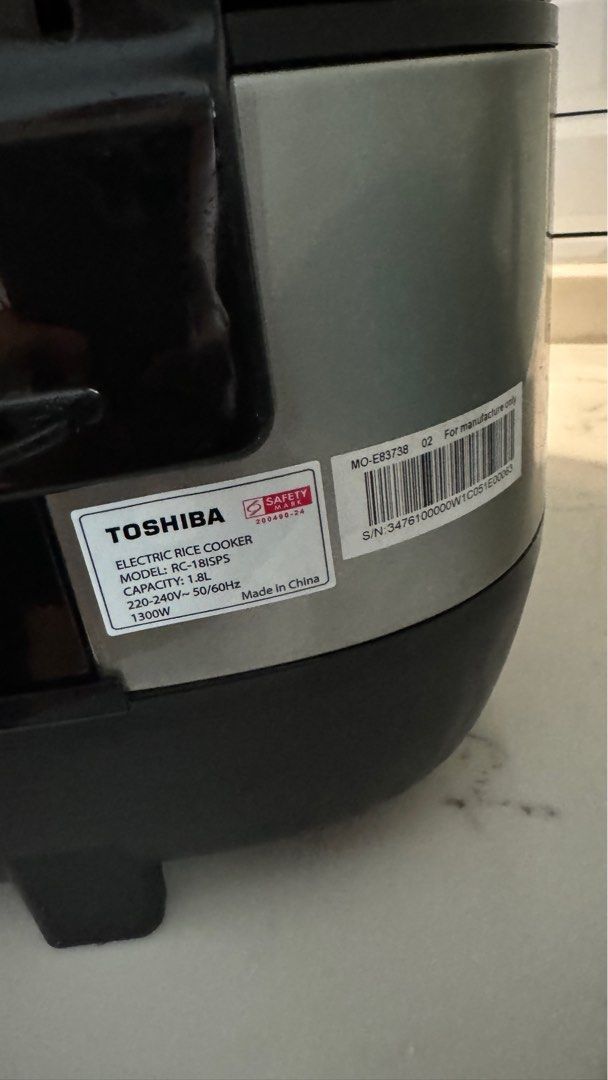 TOSHIBA
SAFETY
MARK
200490-24
ELECTRIC RICE COOKER
MODEL: RC-18ISPS
CAPACITY: 1.8L
220-240V~ 50/60Hz
1300W
Made in China
MO-E83738 02 For manufacture only
S/N:3476100000W1C051E00063